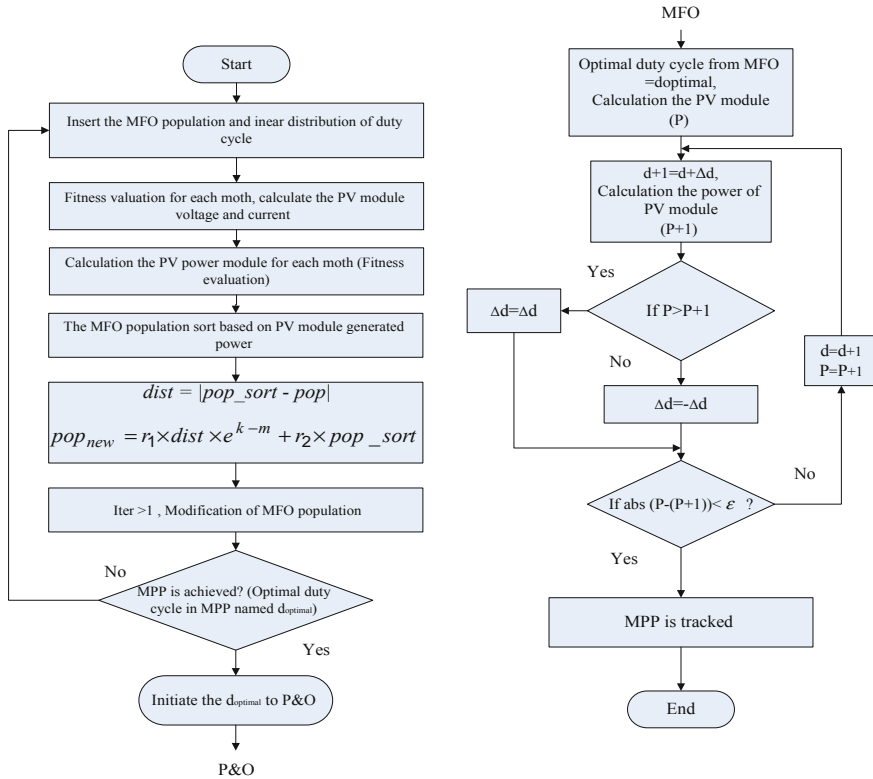 Start
Insert the MFO population and inear distribution of duty
cycle
Fitness valuation for each moth, calculate the PV module
voltage and current
Calculation the PV power module for each moth (Fitness
evaluation)
The MFO population sort based on PV module generated
power
dist = |pop_sort - pop|
pop_new = r₁×dist×e^{k−m} + r₂×pop_sort
Iter >1 , Modification of MFO population
No
MPP is achieved? (Optimal duty
cycle in MPP named doptimal)
Yes
Initiate the doptimal to P&O
P&O
MFO
Optimal duty cycle from MFO
=doptimal,
Calculation the PV module
(P)
d+1=d+Δd,
Calculation the power of
PV module
(P+1)
Yes
Δd=Δd
If P>P+1
No
Δd=-Δd
d=d+1
P=P+1
No
If abs (P-(P+1))< ε ?
Yes
MPP is tracked
End